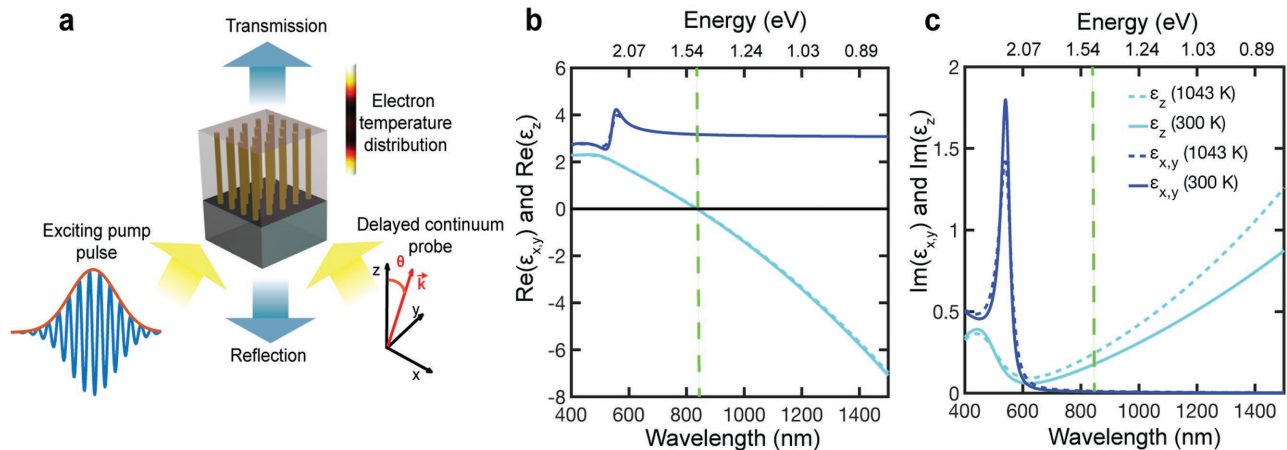 a
Transmission
Electron
temperature
distribution
Exciting pump
pulse
Delayed continuum
probe
z
θ
k
y
x
Reflection
b
Energy (eV)
2.07 1.54 1.24 1.03 0.89
Re(εx,y) and Re(εz)
6
4
2
0
-2
-4
-6
-8
400 600 800 1000 1200 1400
Wavelength (nm)
c
Energy (eV)
2.07 1.54 1.24 1.03 0.89
Im(εx,y) and Im(εz)
2
1.5
1
0.5
0
εz (1043 K)
εz (300 K)
εx,y (1043 K)
εx,y (300 K)
400 600 800 1000 1200 1400
Wavelength (nm)